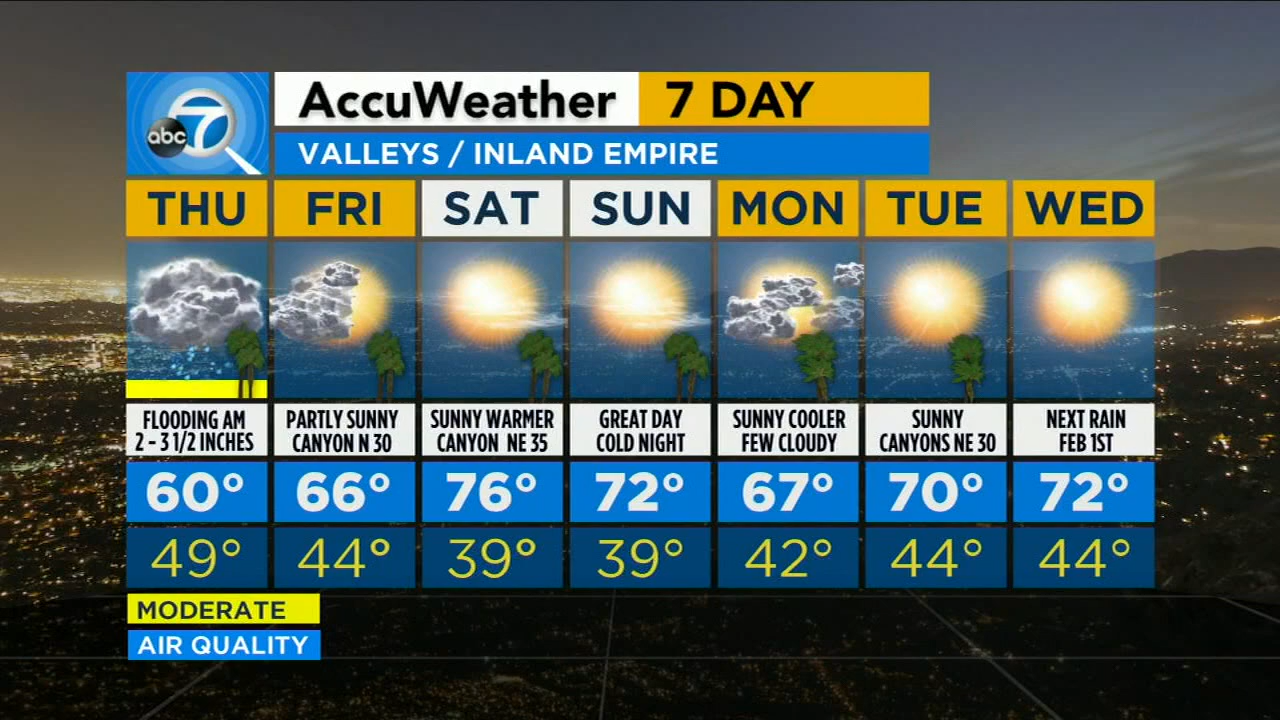 abc 7
AccuWeather 7 DAY
VALLEYS / INLAND EMPIRE
THU FRI SAT SUN MON TUE WED
FLOODING AM PARTLY SUNNY SUNNY WARMER GREAT DAY SUNNY COOLER SUNNY NEXT RAIN
2 - 3 1/2 INCHES CANYON N 30 CANYON NE 35 COLD NIGHT FEW CLOUDY CANYONS NE 30 FEB 1ST
60° 66° 76° 72° 67° 70° 72°
49° 44° 39° 39° 42° 44° 44°
MODERATE
AIR QUALITY